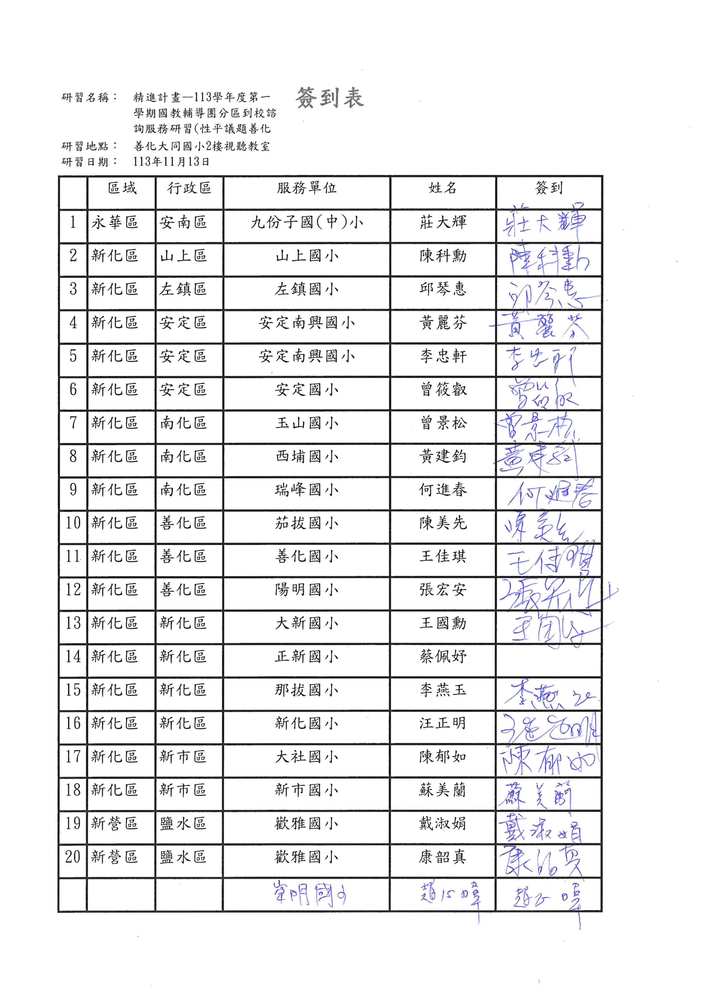 簽到表
研習名稱： 精進計畫—113學年度第一
學期國教輔導團分區到校諮
詢服務研習(性平議題善化
研習地點： 善化大同國小2樓視聽教室
研習日期： 113年11月13日
區域 行政區 服務單位 姓名 簽到
1 永華區 安南區 九份子國(中)小 莊大輝 莊大輝
2 新化區 山上區 山上國小 陳科勳 陳科勳
3 新化區 左鎮區 左鎮國小 邱琴惠 邱琴惠
4 新化區 安定區 安定南興國小 黃麗芬 黃麗芬
5 新化區 安定區 安定南興國小 李忠軒 李忠軒
6 新化區 安定區 安定國小 曾筱叡 曾筱叡
7 新化區 南化區 玉山國小 曾景松 曾景松
8 新化區 南化區 西埔國小 黃建鈞 黃建鈞
9 新化區 南化區 瑞峰國小 何進春 何進春
10 新化區 善化區 茄拔國小 陳美先 陳美先
11 新化區 善化區 善化國小 王佳琪 王佳琪
12 新化區 善化區 陽明國小 張宏安 張
13 新化區 新化區 大新國小 王國勳 王國
14 新化區 新化區 正新國小 蔡佩妤
15 新化區 新化區 那拔國小 李燕玉 李燕玉
16 新化區 新化區 新化國小 汪正明 汪正明
17 新化區 新市區 大社國小 陳郁如 陳郁如
18 新化區 新市區 新市國小 蘇美蘭 蘇美蘭
19 新營區 鹽水區 歡雅國小 戴淑娟 戴淑娟
20 新營區 鹽水區 歡雅國小 康韶真 康韶真
崇明國小 趙 暐 趙 暐